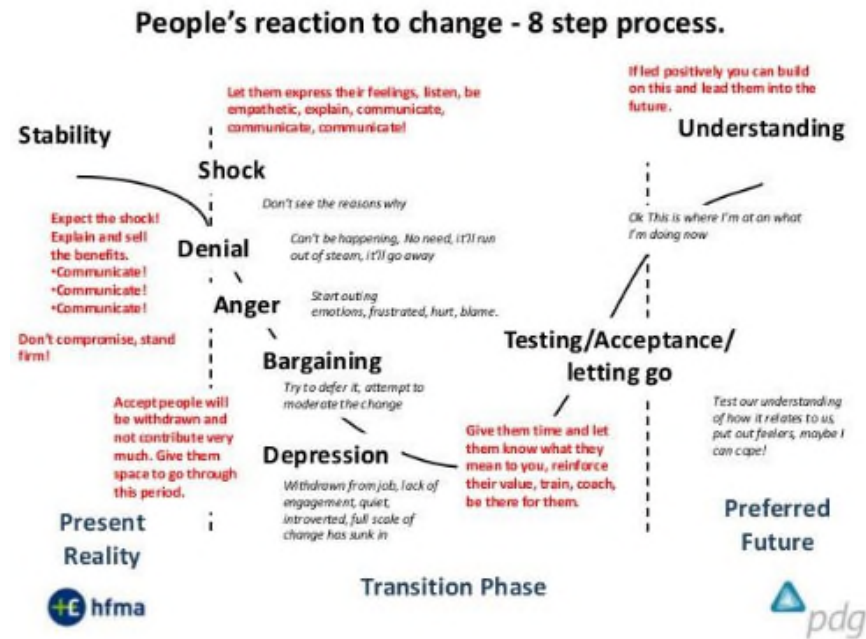 People's reaction to change - 8 step process.
Let them express their feelings, listen, be
empathetic, explain, communicate,
communicate, communicate!
If led positively you can build
on this and lead them into the
future.
Stability
Understanding
Shock
Don't see the reasons why
Expect the shock!
Explain and sell
the benefits.
•Communicate!
•Communicate!
•Communicate!
Don't compromise, stand
firm!
Denial
Can't be happening, No need, it'll run
out of steam, it'll go away
Ok This is where I'm at on what
I'm doing now
Anger
Start outing
emotions, frustrated, hurt, blame.
Bargaining
Try to defer it, attempt to
moderate the change
Testing/Acceptance/
letting go
Accept people will
be withdrawn and
not contribute very
much. Give them
space to go through
this period.
Depression
Withdrawn from job, lack of
engagement, quiet,
introverted, full scale of
change has sunk in
Give them time and let
them know what they
mean to you, reinforce
their value, train, coach,
be there for them.
Test our understanding
of how it relates to us,
put out feelers, maybe I
can cope!
Present
Reality
Transition Phase
Preferred
Future
hfma
pdg